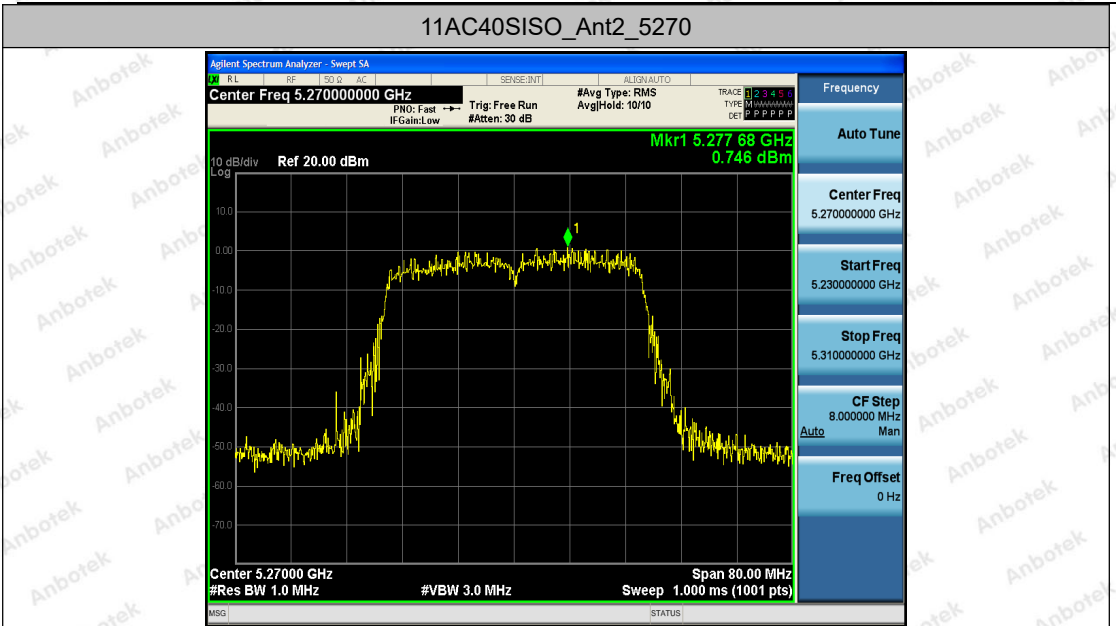 11AC40SISO_Ant2_5270
Agilent Spectrum Analyzer - Swept SA
LXI RL RF 50 Ω AC SENSE:INT ALIGNAUTO
Center Freq 5.270000000 GHz
PNO: Fast
IFGain:Low
Trig: Free Run
#Atten: 30 dB
#Avg Type: RMS
Avg|Hold: 10/10
TRACE 1 2 3 4 5 6
TYPE M
DET P P P P P P
Mkr1 5.277 68 GHz
0.746 dBm
10 dB/div Ref 20.00 dBm
Log
10.0
0.00
-10.0
-20.0
-30.0
-40.0
-50.0
-60.0
-70.0
1
Center 5.27000 GHz Span 80.00 MHz
#Res BW 1.0 MHz #VBW 3.0 MHz Sweep 1.000 ms (1001 pts)
MSG STATUS
Frequency
Auto Tune
Center Freq
5.270000000 GHz
Start Freq
5.230000000 GHz
Stop Freq
5.310000000 GHz
CF Step
8.000000 MHz
Auto Man
Freq Offset
0 Hz
Anbotek